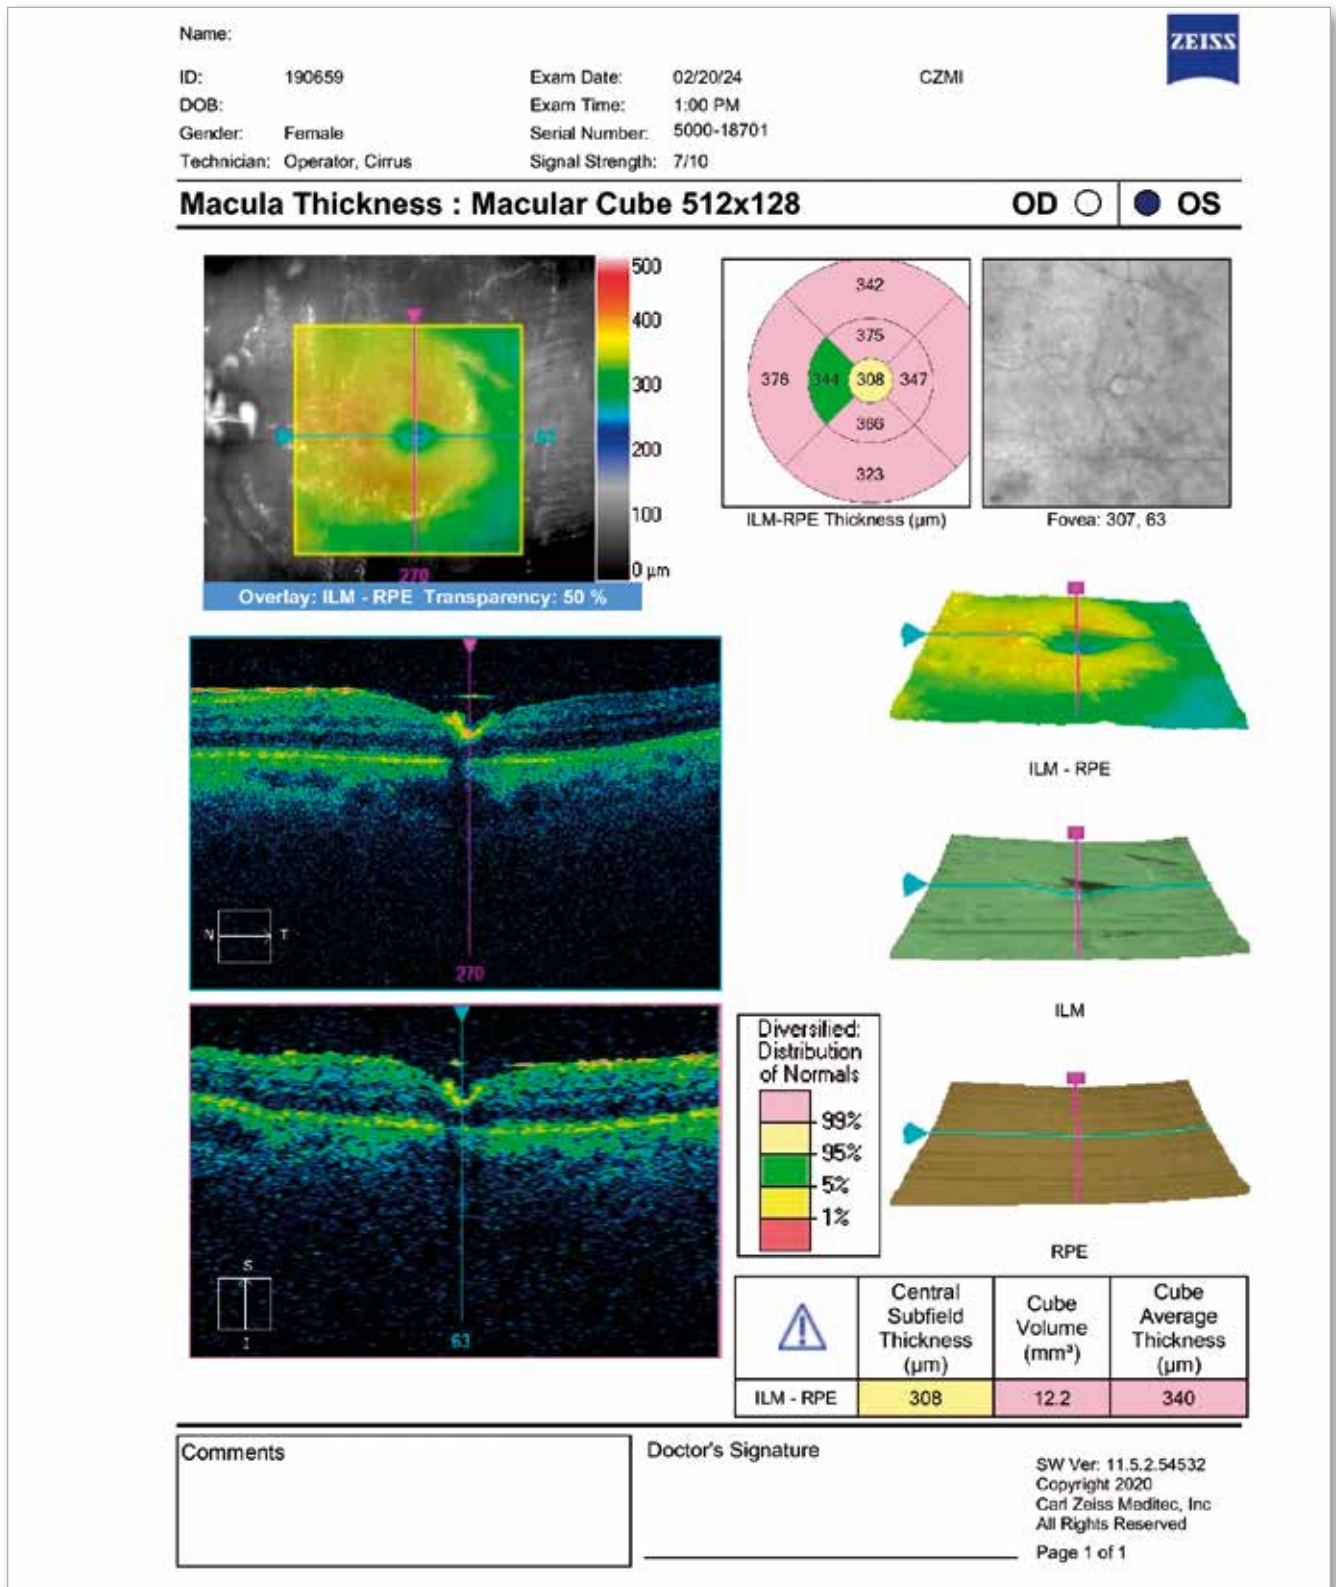 ZEISS
Name:
ID: 190659 Exam Date: 02/20/24 CZMI
DOB: Exam Time: 1:00 PM
Gender: Female Serial Number: 5000-18701
Technician: Operator, Cirrus Signal Strength: 7/10
Macula Thickness : Macular Cube 512x128 OD OS
500
400
300
200
100
0 µm
63
270
Overlay: ILM - RPE Transparency: 50 %
342
375
376 344 308 347
366
323
ILM-RPE Thickness (µm)
Fovea: 307, 63
ILM - RPE
N T
270
ILM
Diversified:
Distribution
of Normals
99%
95%
5%
1%
RPE
S
I
63
Central Subfield Thickness (µm)
Cube Volume (mm³)
Cube Average Thickness (µm)
ILM - RPE 308 12.2 340
Comments
Doctor's Signature
SW Ver: 11.5.2.54532
Copyright 2020
Carl Zeiss Meditec, Inc
All Rights Reserved
Page 1 of 1